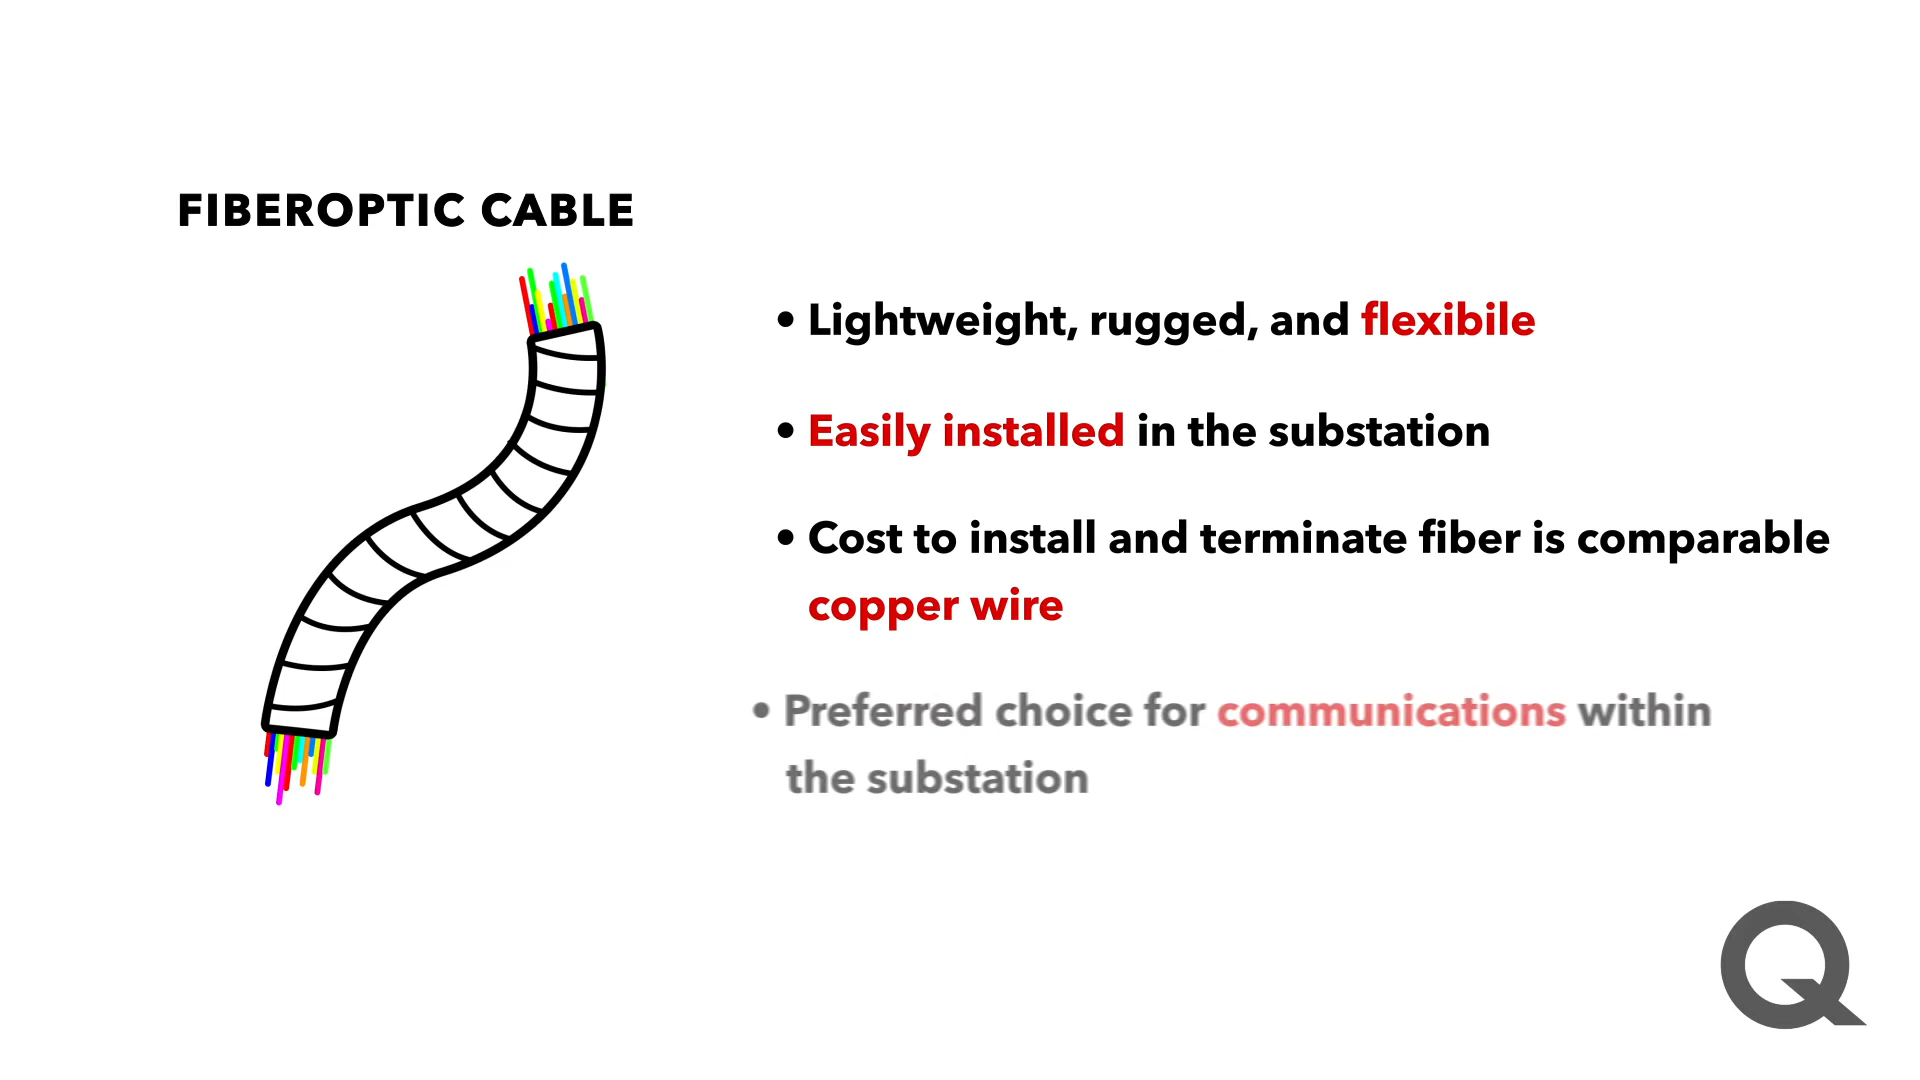 FIBEROPTIC CABLE
• Lightweight, rugged, and flexibile
• Easily installed in the substation
• Cost to install and terminate fiber is comparable
copper wire
• Preferred choice for communications within
the substation
Q